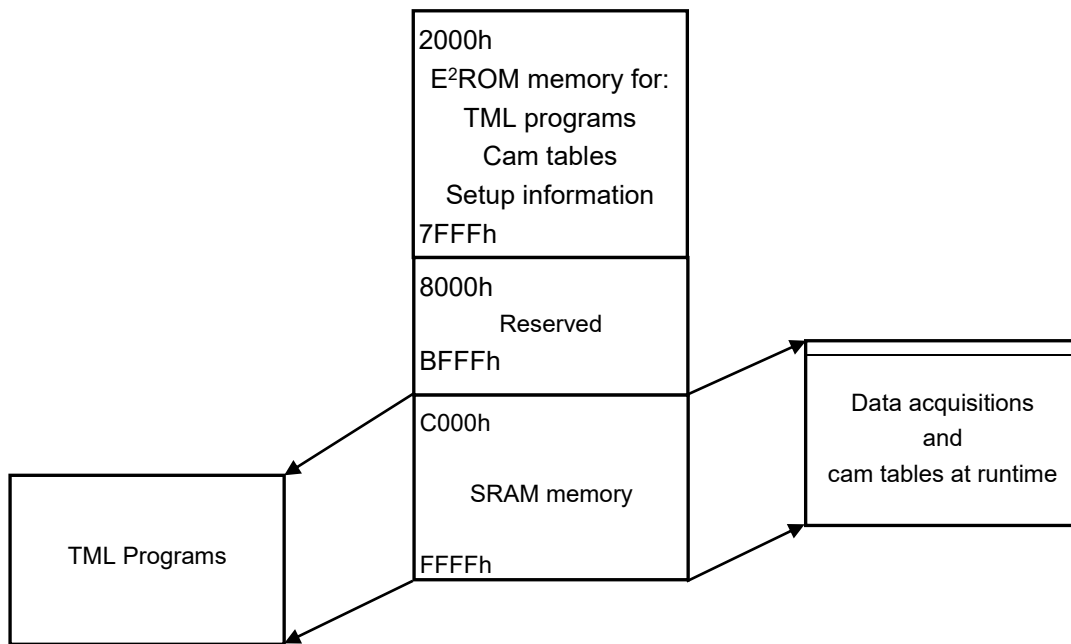 2000h
E²ROM memory for:
TML programs
Cam tables
Setup information
7FFFh
8000h
Reserved
BFFFh
C000h
SRAM memory
FFFFh
TML Programs
Data acquisitions
and
cam tables at runtime